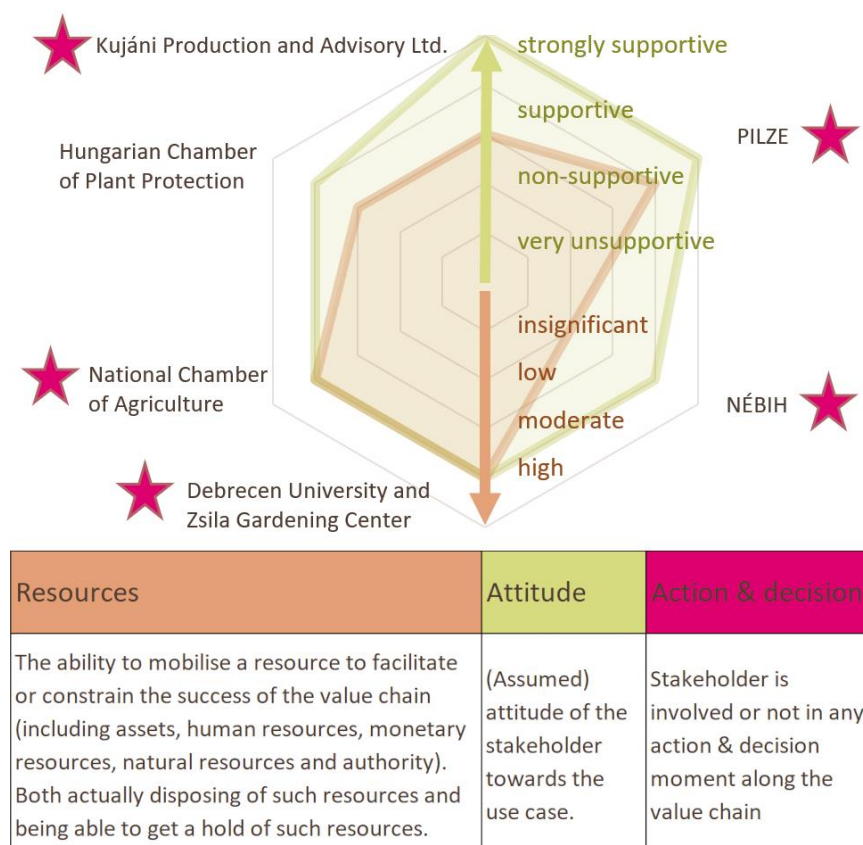 Kujáni Production and Advisory Ltd.
strongly supportive
supportive
PILZE
Hungarian Chamber
of Plant Protection
non-supportive
very unsupportive
insignificant
National Chamber
of Agriculture
low
NÉBIH
moderate
high
Debrecen University and
Zsila Gardening Center
Resources
Attitude
Action & decision
The ability to mobilise a resource to facilitate
or constrain the success of the value chain
(including assets, human resources, monetary
resources, natural resources and authority).
Both actually disposing of such resources and
being able to get a hold of such resources.
(Assumed)
attitude of the
stakeholder
towards the
use case.
Stakeholder is
involved or not in any
action & decision
moment along the
value chain